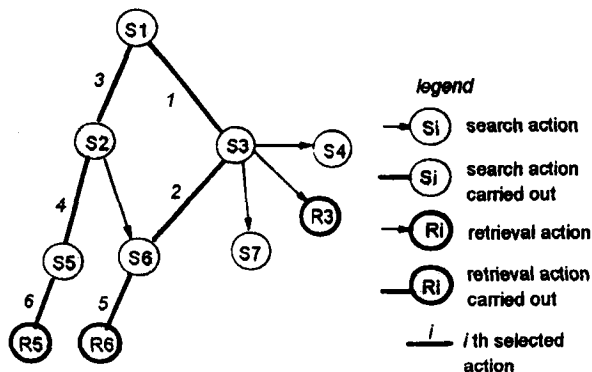 S1
3
1
S2
S3
S4
2
4
R3
S5
S6
S7
6
5
R5
R6
legend
Si search action
Si search action
carried out
Ri retrieval action
Ri retrieval action
carried out
i i th selected
action